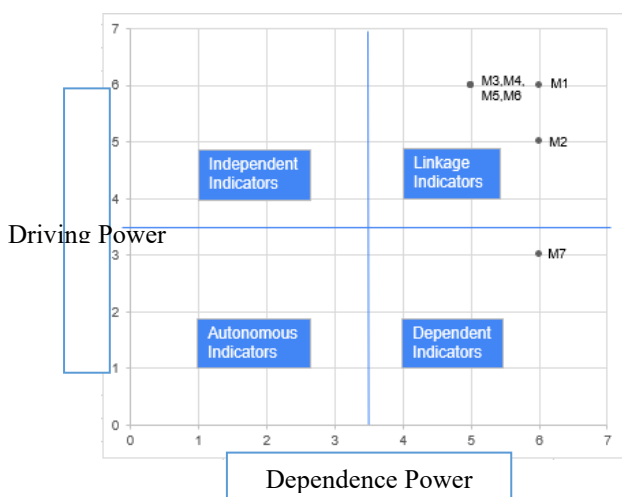 7
6
M3,M4,
M5,M6
M1
5
M2
Independent
Indicators
Linkage
Indicators
4
Driving Power
3
M7
2
Autonomous
Indicators
Dependent
Indicators
1
0
0 1 2 3 4 5 6 7
Dependence Power